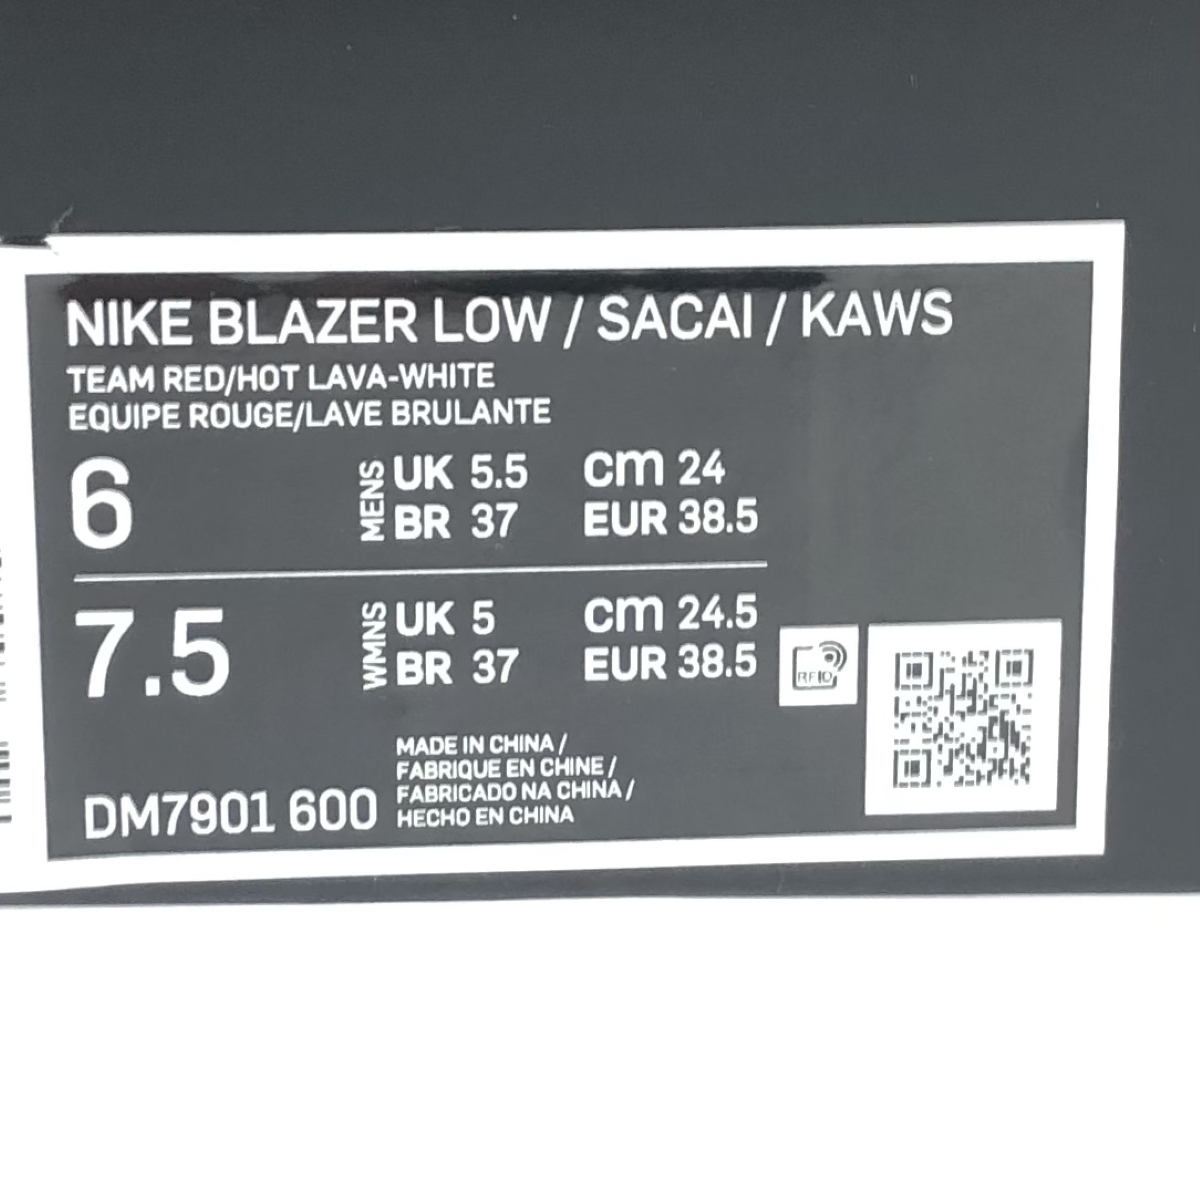 NIKE BLAZER LOW / SACAI / KAWS
TEAM RED/HOT LAVA-WHITE
EQUIPE ROUGE/LAVE BRULANTE
6
MENS
UK 5.5 cm 24
BR 37 EUR 38.5
7.5
WMNS
UK 5 cm 24.5
BR 37 EUR 38.5
RFID
MADE IN CHINA /
FABRIQUE EN CHINE /
FABRICADO NA CHINA /
HECHO EN CHINA
DM7901 600